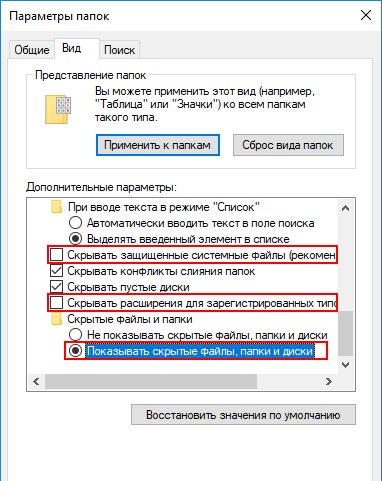 Параметры папок
Общие Вид Поиск
Представление папок
Вы можете применить этот вид (например,
"Таблица" или "Значки") ко всем папкам
такого типа.
Применить к папкам Сброс вида папок
Дополнительные параметры:
При вводе текста в режиме "Список"
Автоматически вводить текст в поле поиска
Выделять введенный элемент в списке
Скрывать защищенные системные файлы (рекомен
Скрывать конфликты слияния папок
Скрывать пустые диски
Скрывать расширения для зарегистрированных типо
Скрытые файлы и папки
Не показывать скрытые файлы, папки и диски
Показывать скрытые файлы, папки и диски
Восстановить значения по умолчанию